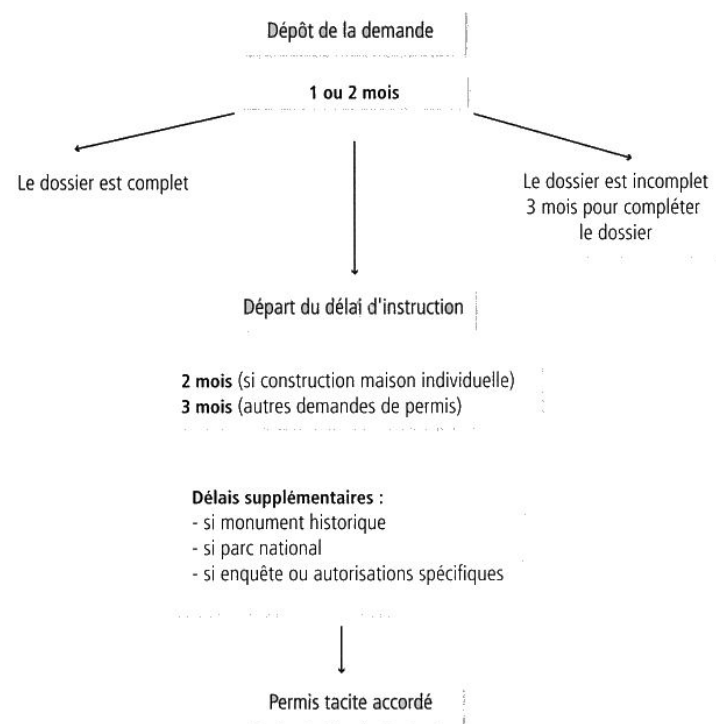 Dépôt de la demande
1 ou 2 mois
Le dossier est complet
Le dossier est incomplet
3 mois pour compléter
le dossier
Départ du délai d'instruction
2 mois (si construction maison individuelle)
3 mois (autres demandes de permis)
Délais supplémentaires :
- si monument historique
- si parc national
- si enquête ou autorisations spécifiques
Permis tacite accordé